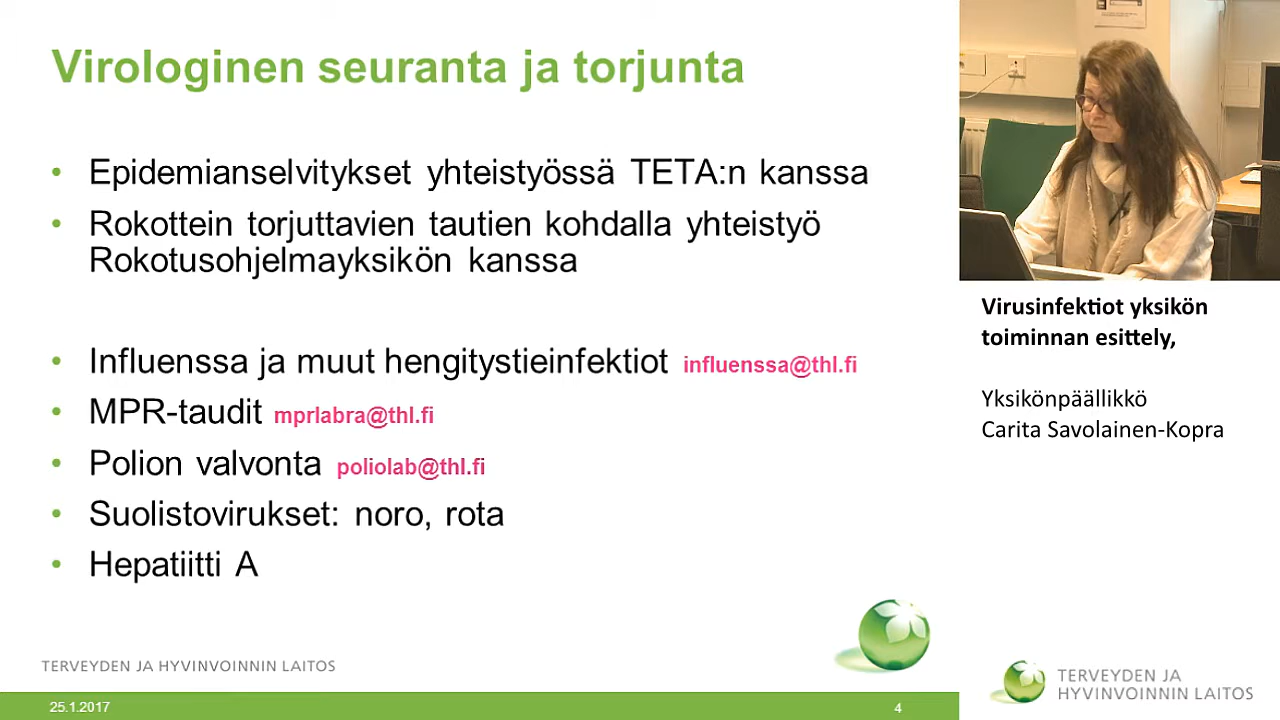 Virologinen seuranta ja torjunta
• Epidemianselvitykset yhteistyössä TETA:n kanssa
• Rokottein torjuttavien tautien kohdalla yhteistyö
Rokotusohjelmayksikön kanssa
• Influenssa ja muut hengitystieinfektiot influenssa@thl.fi
• MPR-taudit mprlabra@thl.fi
• Polion valvonta poliolab@thl.fi
• Suolistovirukset: noro, rota
• Hepatiitti A
TERVEYDEN JA HYVINVOINNIN LAITOS
25.1.2017
4
Virusinfektiot yksikön
toiminnan esittely,
Yksikönpäällikkö
Carita Savolainen-Kopra
TERVEYDEN JA
HYVINVOINNIN LAITOS